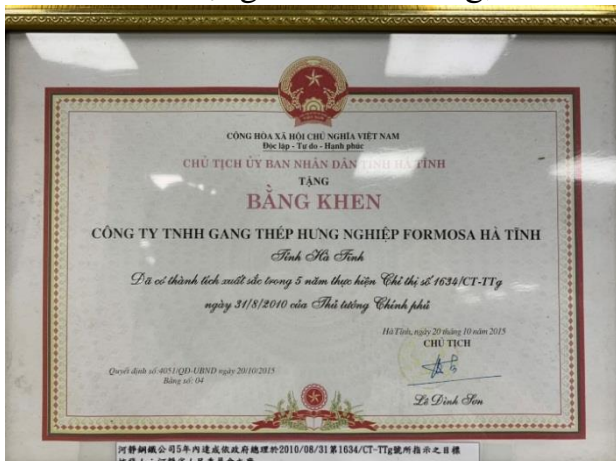 CỘNG HÒA XÃ HỘI CHỦ NGHĨA VIỆT NAM
Độc lập - Tự do - Hạnh phúc
CHỦ TỊCH ỦY BAN NHÂN DÂN TỈNH HÀ TĨNH
TẶNG
BẰNG KHEN
CÔNG TY TNHH GANG THÉP HƯNG NGHIỆP FORMOSA HÀ TĨNH
Tỉnh Hà Tĩnh
Đã có thành tích xuất sắc trong 5 năm thực hiện Chỉ thị số 1634/CT-TTg
ngày 31/8/2010 của Thủ tướng Chính phủ
Hà Tĩnh, ngày 20 tháng 10 năm 2015
CHỦ TỊCH
Quyết định số 4051/QĐ-UBND ngày 20/10/2015
Bằng số: 04
Lê Đình Sơn
河靜鋼鐵公司5年內達成依政府總理於2010/08/31第1634/CT-TTg號所指示之目標